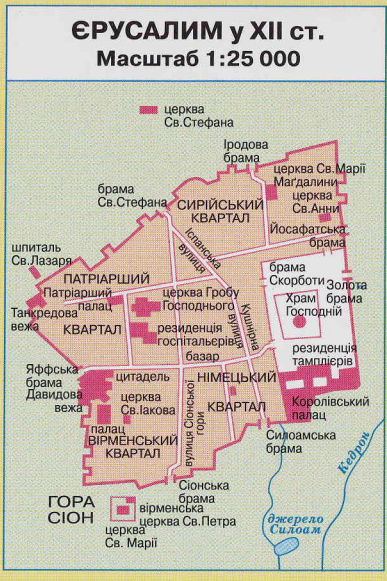 ЄРУСАЛИМ у XII ст.
Масштаб 1:25 000
церква
Св.Стефана
Іродова
брама
церква Св.Марії
Маґдалини
церква
Св.Анни
брама
Св.Стефана
СИРІЙСЬКИЙ
КВАРТАЛ
Йосафатська
брама
Іспанська
вулиця
шпиталь
Св.Лазаря
ПАТРІАРШИЙ
Патріарший
палац
КВАРТАЛ
Танкредова
вежа
церква Гробу
Господнього
резиденція
госпітальєрів
Кушнірна
вулиця
брама
Скорботи
Золота
брама
Храм
Господній
базар
резиденція
тамплієрів
Яффська
брама
Давидова
вежа
цитадель
НІМЕЦЬКИЙ
КВАРТАЛ
церква
Св.Іакова
вулиця Сіонської
гори
Королівський
палац
палац
ВІРМЕНСЬКИЙ
КВАРТАЛ
Силоамська
брама
Сіонська
брама
Кедрон
ГОРА
СІОН
вірменська
церква Св.Петра
церква
Св. Марії
джерело
Силоам